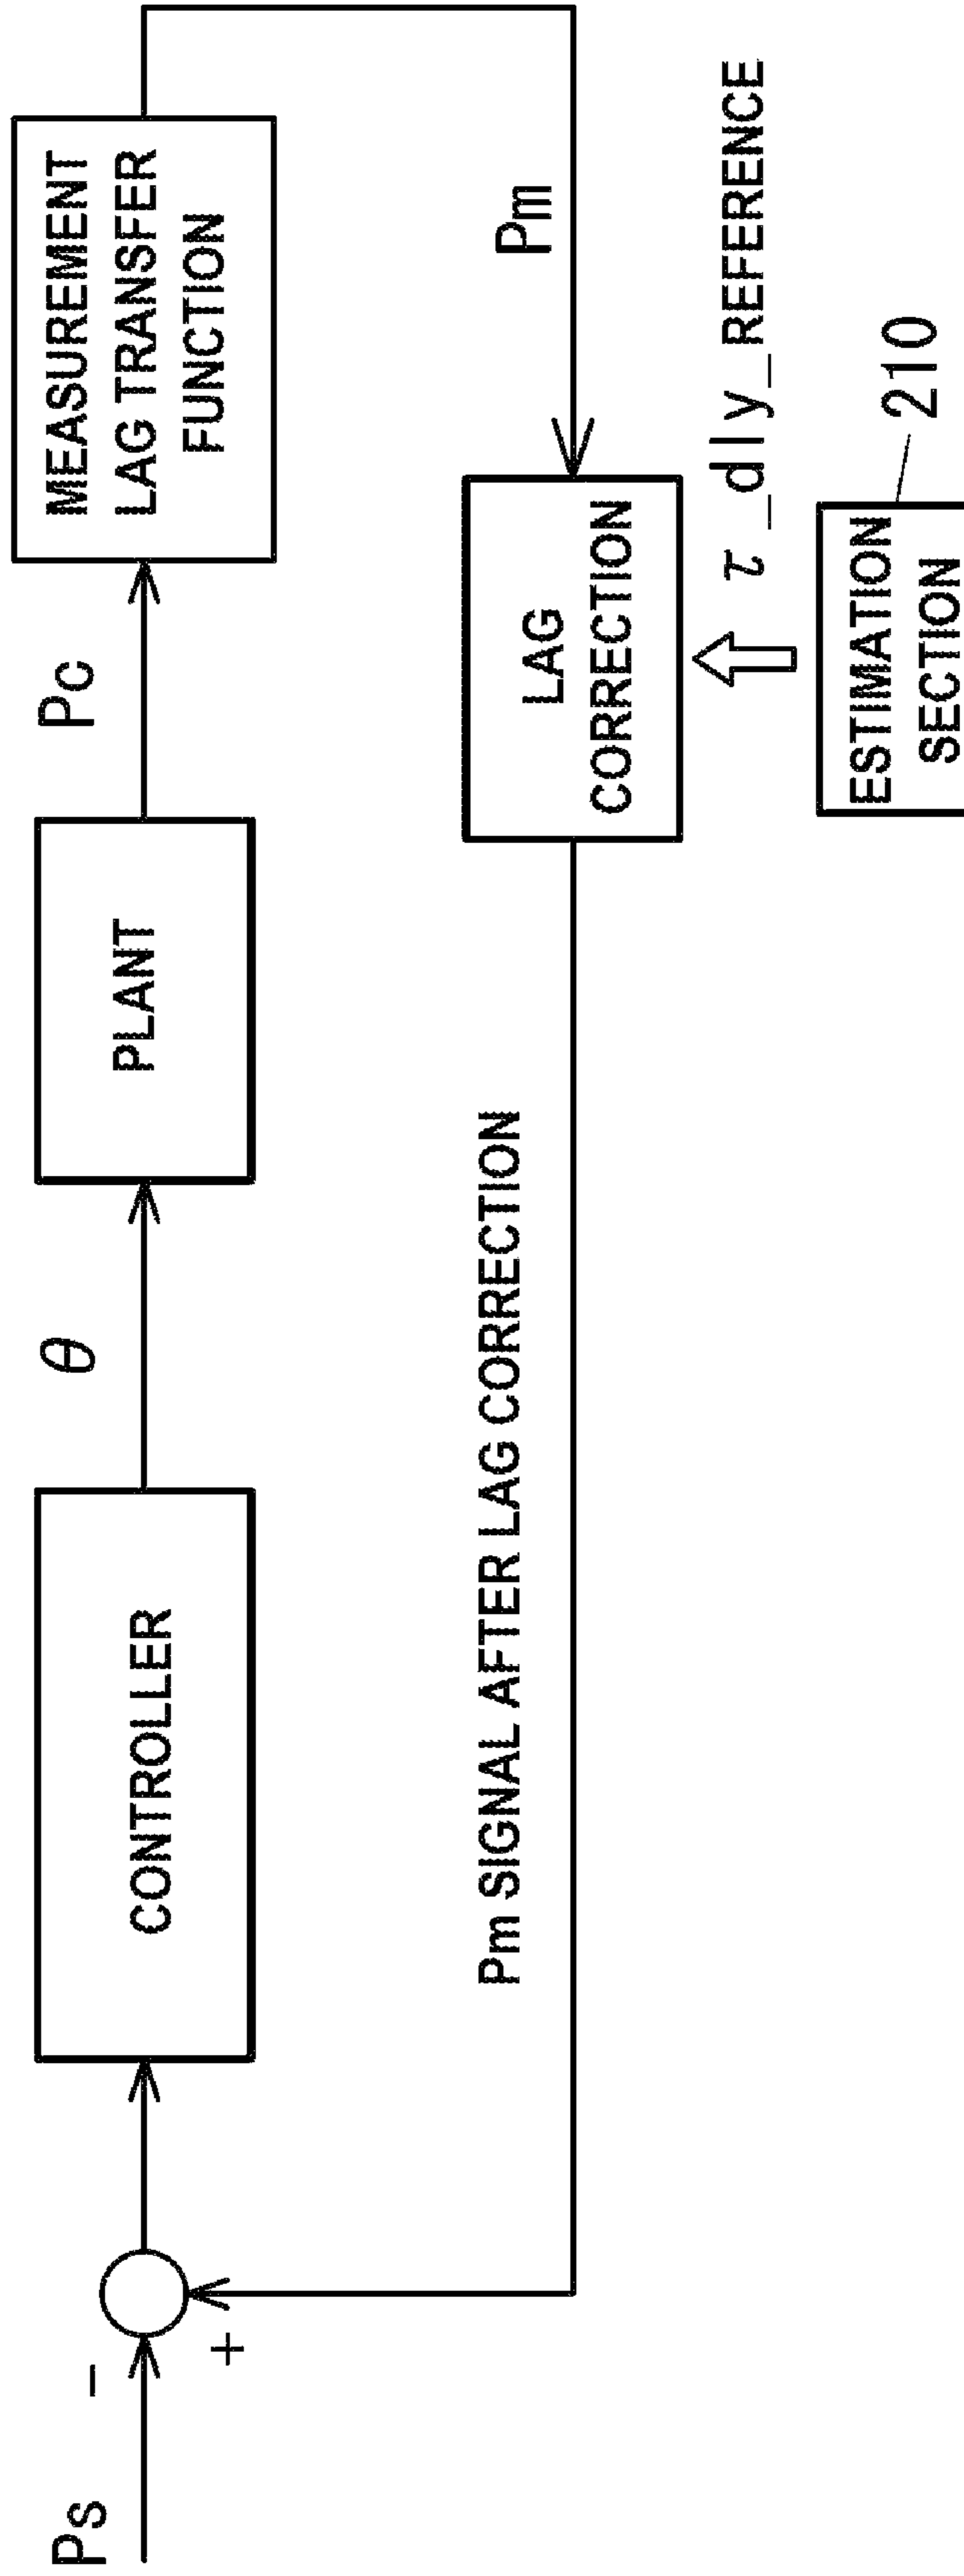 Ps
−
+
CONTROLLER
θ
PLANT
Pc
MEASUREMENT
LAG TRANSFER
FUNCTION
Pm
LAG
CORRECTION
Pm SIGNAL AFTER LAG CORRECTION
τ_dly_REFERENCE
ESTIMATION
SECTION
210